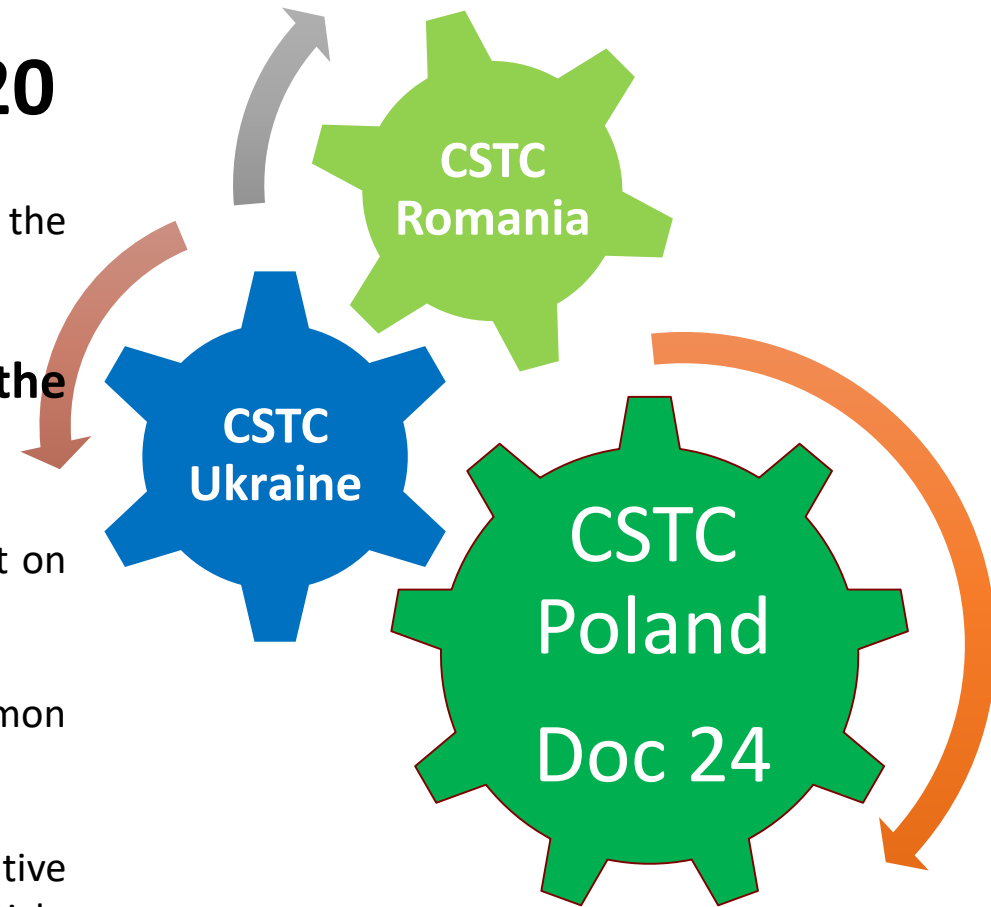 20
the
the
t on
mon
tive
CSTC
Romania
CSTC
Ukraine
CSTC
Poland
Doc 24